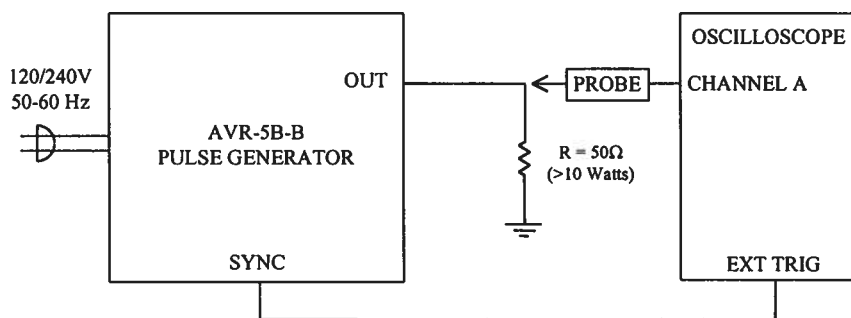 120/240V
50-60 Hz
AVR-5B-B
PULSE GENERATOR
OUT
SYNC
PROBE
R = 50Ω
(>10 Watts)
OSCILLOSCOPE
CHANNEL A
EXT TRIG